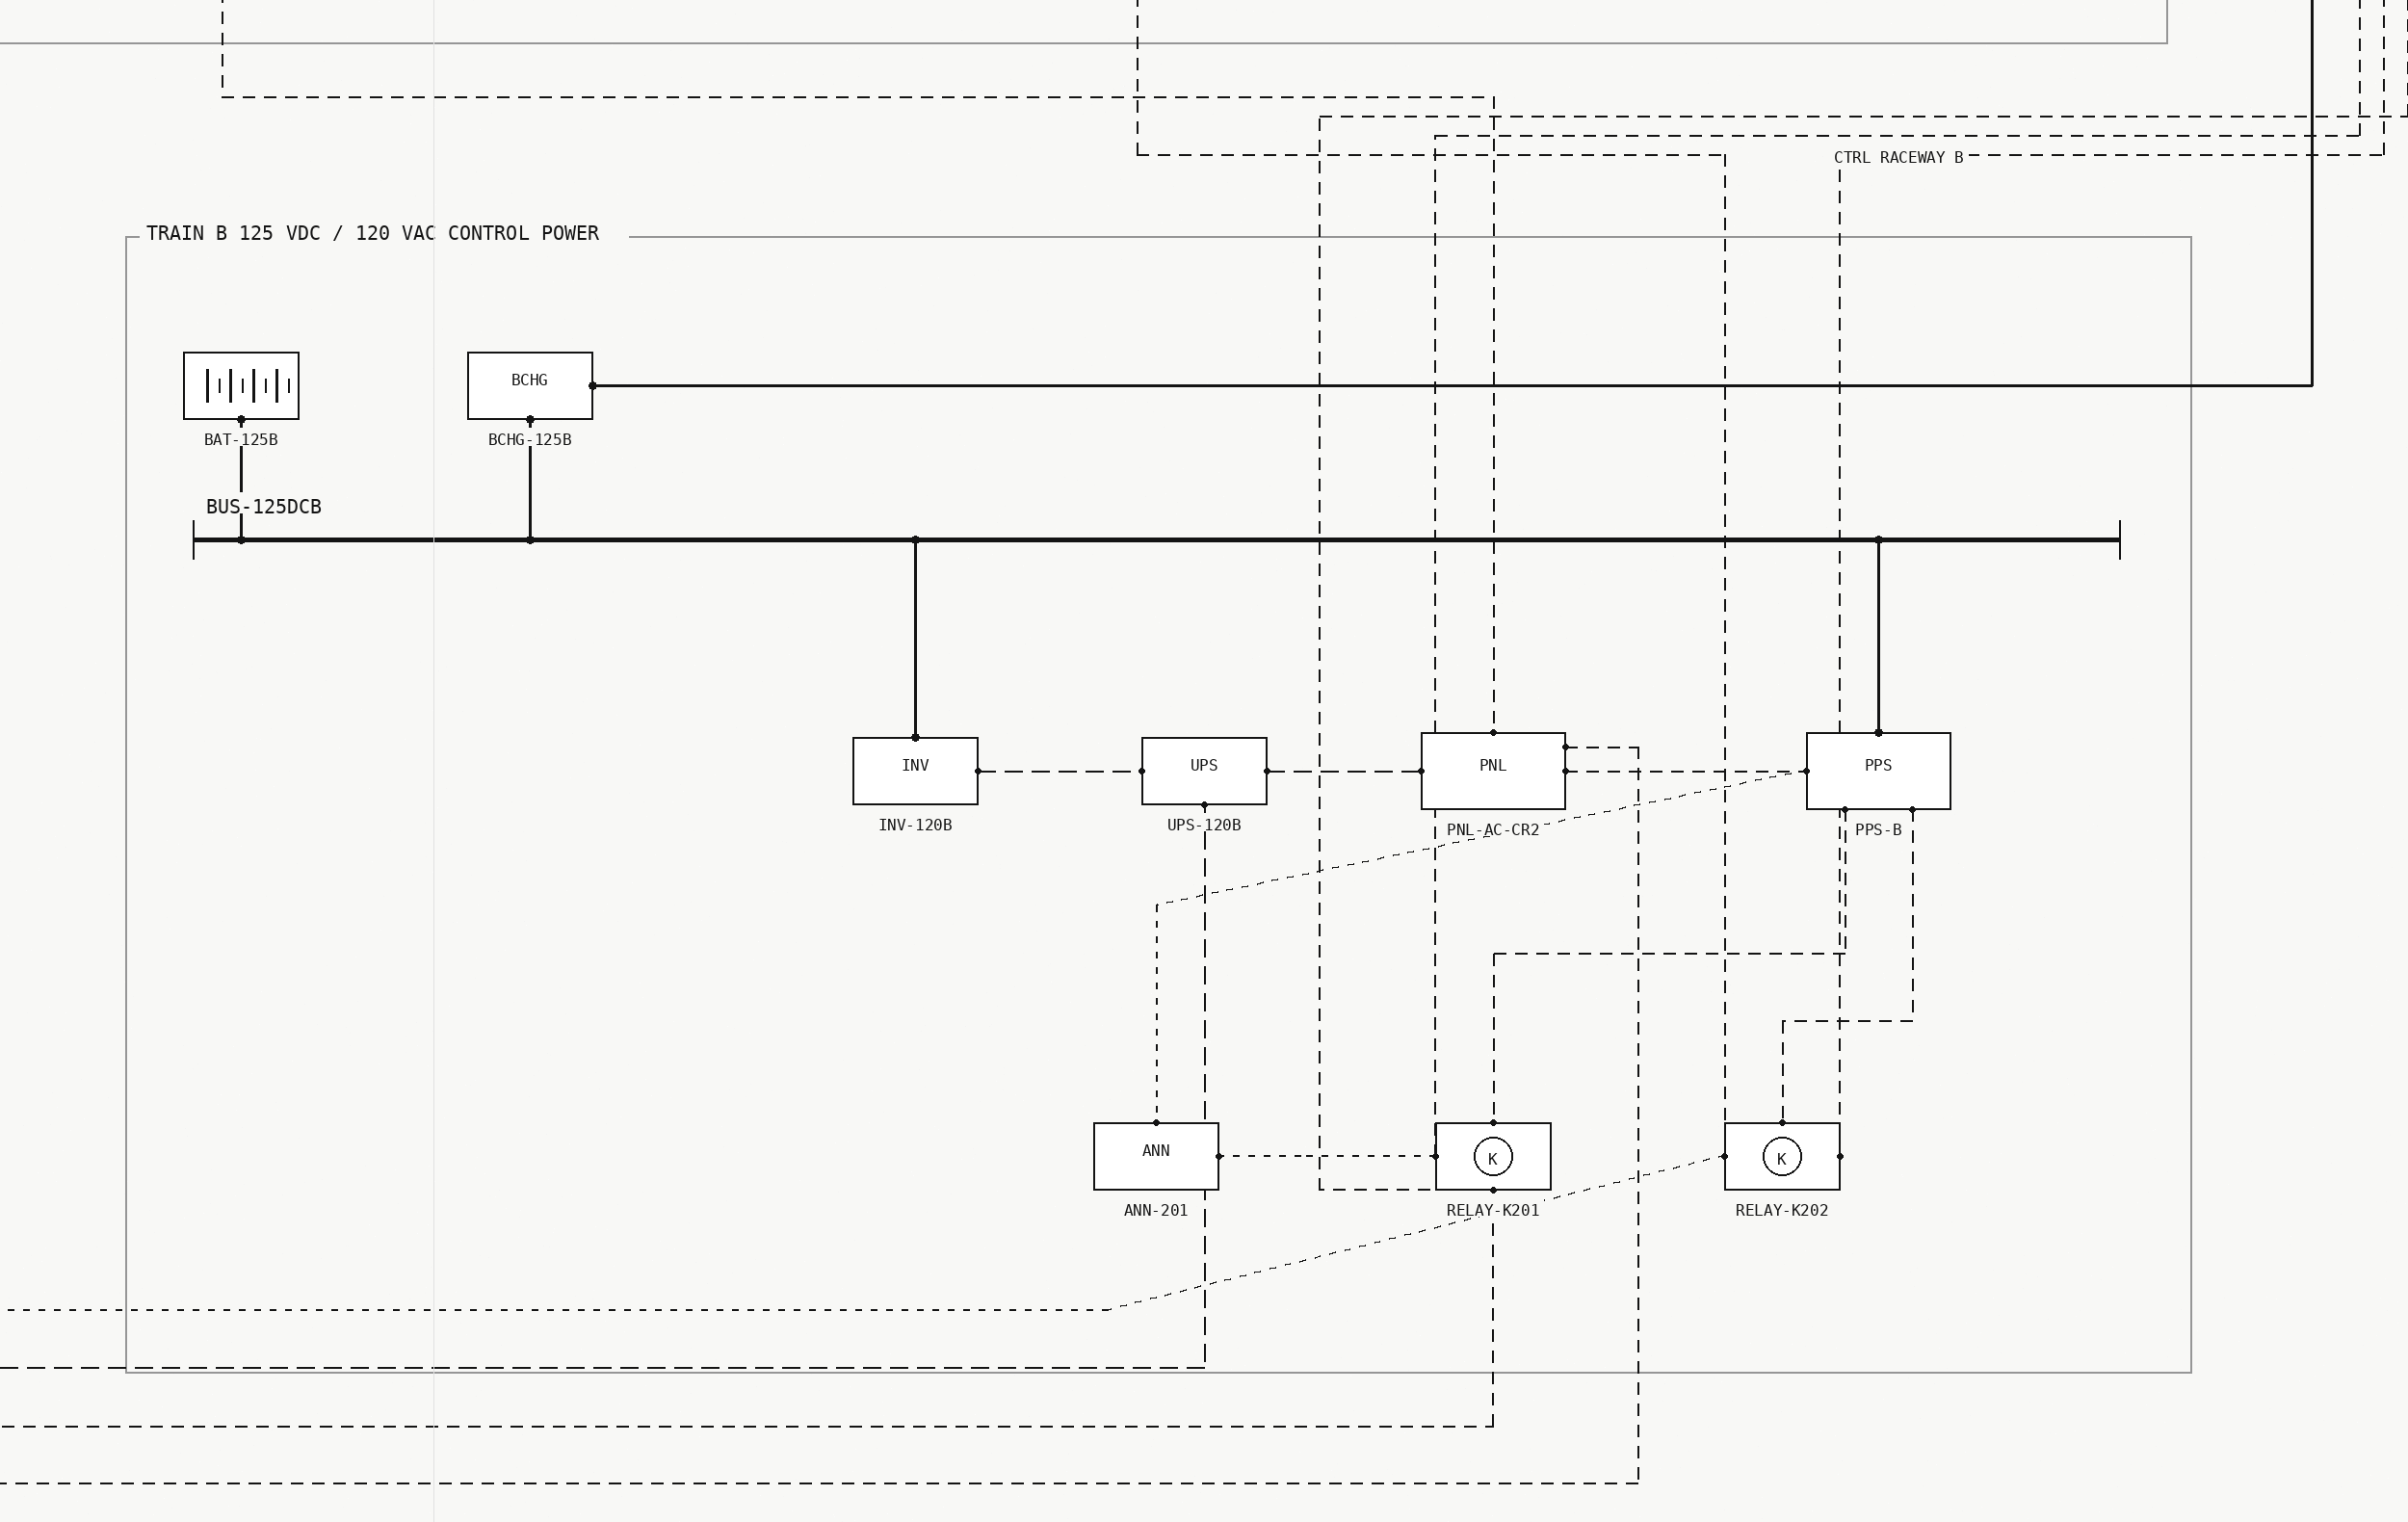 CTRL RACEWAY B
TRAIN B 125 VDC / 120 VAC CONTROL POWER
BCHG
BAT-125B
BCHG-125B
BUS-125DCB
INV
UPS
PNL
PPS
INV-120B
UPS-120B
PNL-AC-CR2
PPS-B
ANN
K
K
ANN-201
RELAY-K201
RELAY-K202